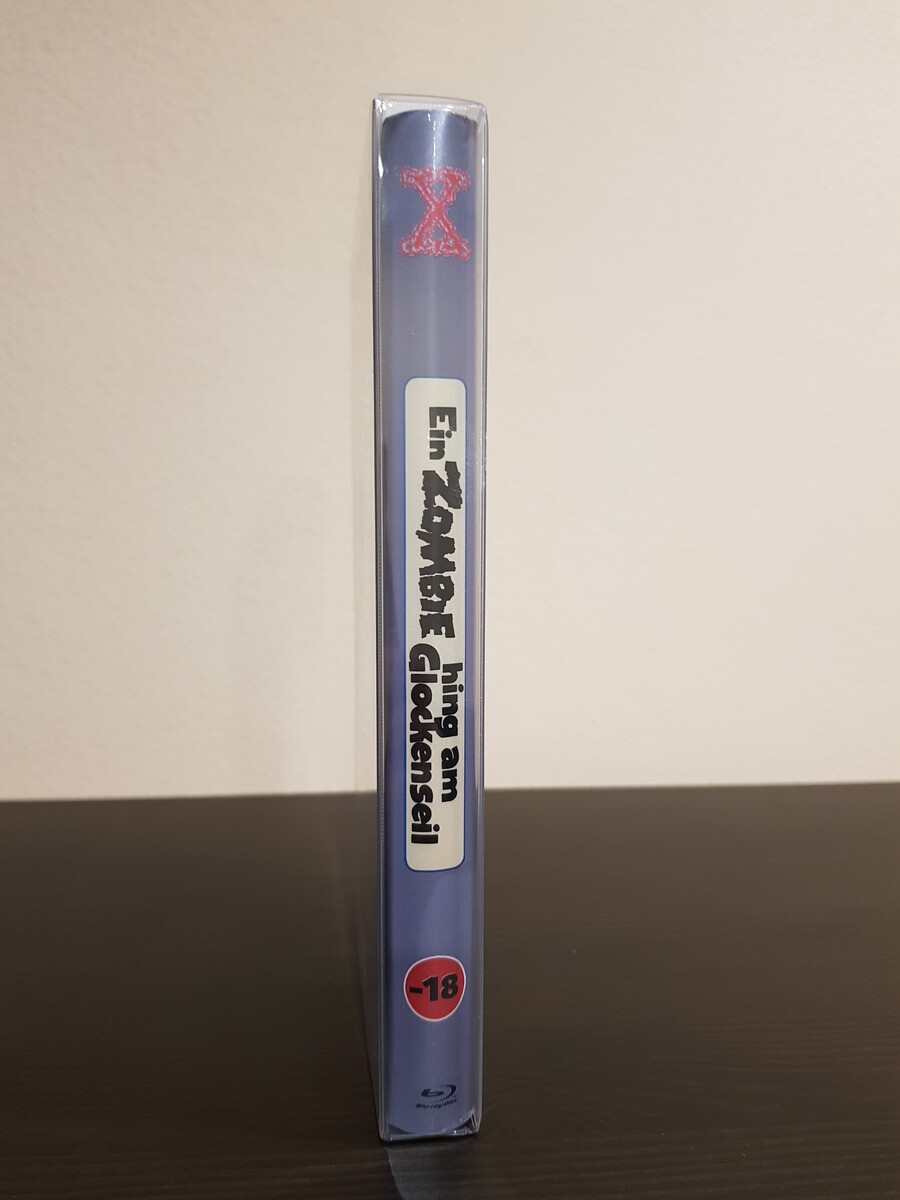 X
Ein ZOMBIE hing am
Glockenseil
-18
Blu-ray Disc